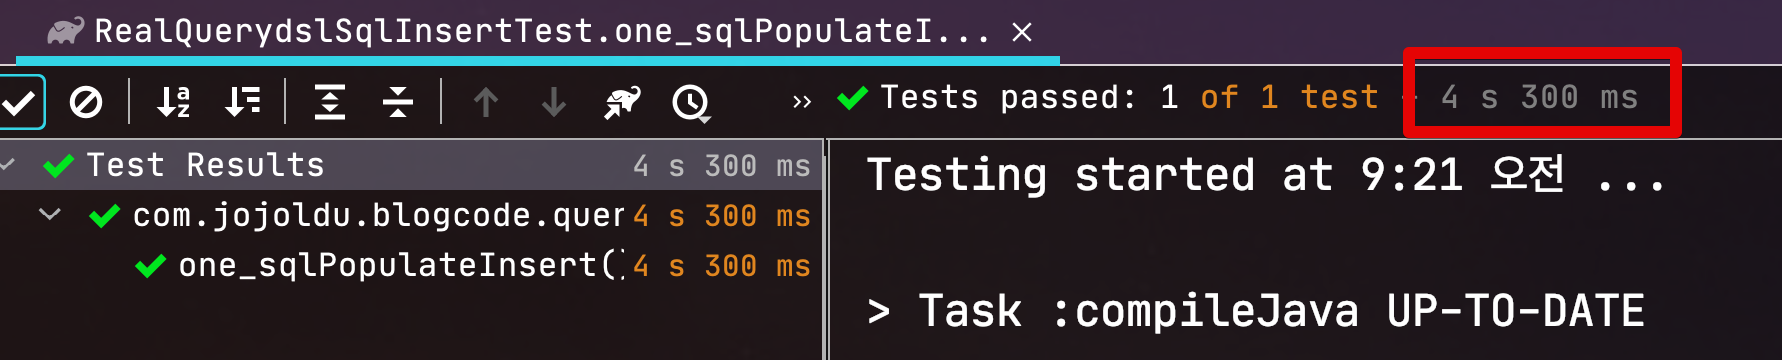 RealQuerydslSqlInsertTest.one_sqlPopulateI... ×
» Tests passed: 1 of 1 test - 4 s 300 ms
Test Results 4 s 300 ms
com.jojoldu.blogcode.quer 4 s 300 ms
one_sqlPopulateInsert() 4 s 300 ms
Testing started at 9:21 오전 ...
> Task :compileJava UP-TO-DATE